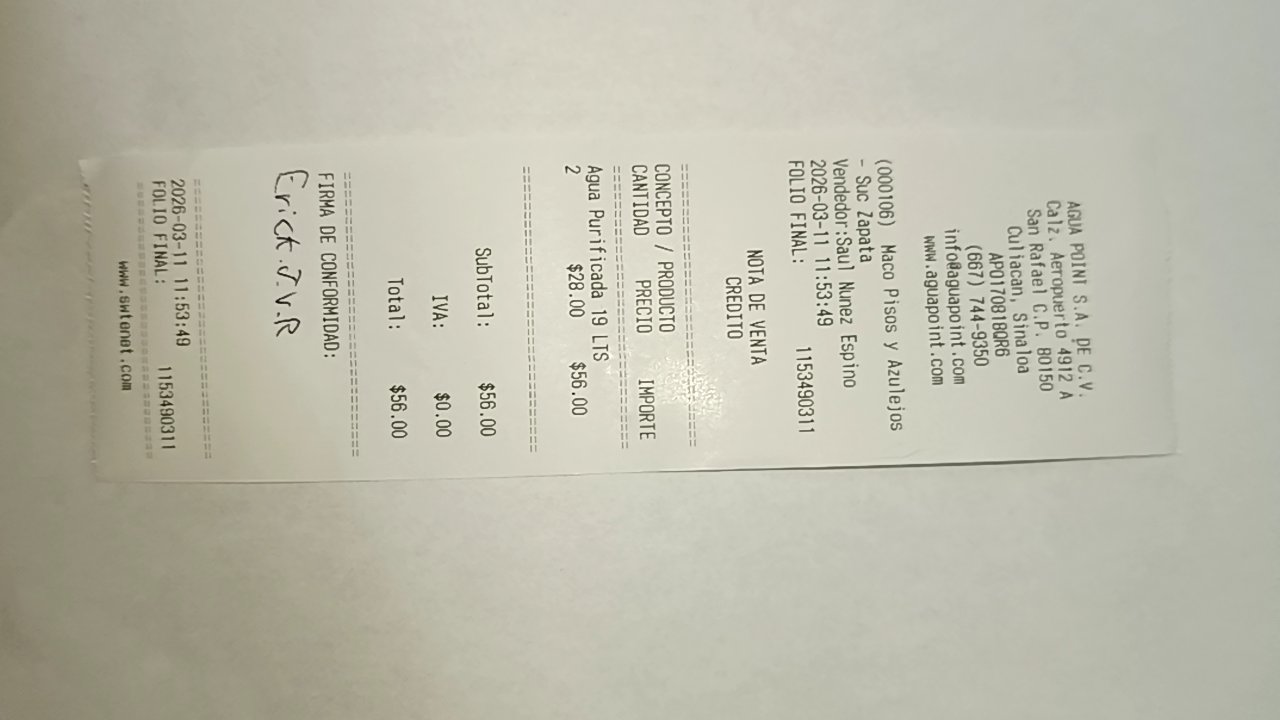 AGUA POINT S.A. DE C.V.
Calz. Aeropuerto 4912 A
San Rafael C.P. 80150
Culiacan, Sinaloa
APO170818QR6
(667) 744-9350
info@aguapoint.com
www.aguapoint.com
(000106) Maco Pisos y Azulejos
- Suc Zapata
Vendedor:Saul Nunez Espino
2026-03-11 11:53:49
FOLIO FINAL: 1153490311
NOTA DE VENTA
CREDITO
================================
CONCEPTO / PRODUCTO
CANTIDAD PRECIO IMPORTE
================================
Agua Purificada 19 LTS
2 $28.00 $56.00
================================
SubTotal: $56.00
IVA: $0.00
Total: $56.00
================================
FIRMA DE CONFORMIDAD:
Erick.J.V.R
================================
2026-03-11 11:53:49
FOLIO FINAL: 1153490311
================================
www.swtenet.com